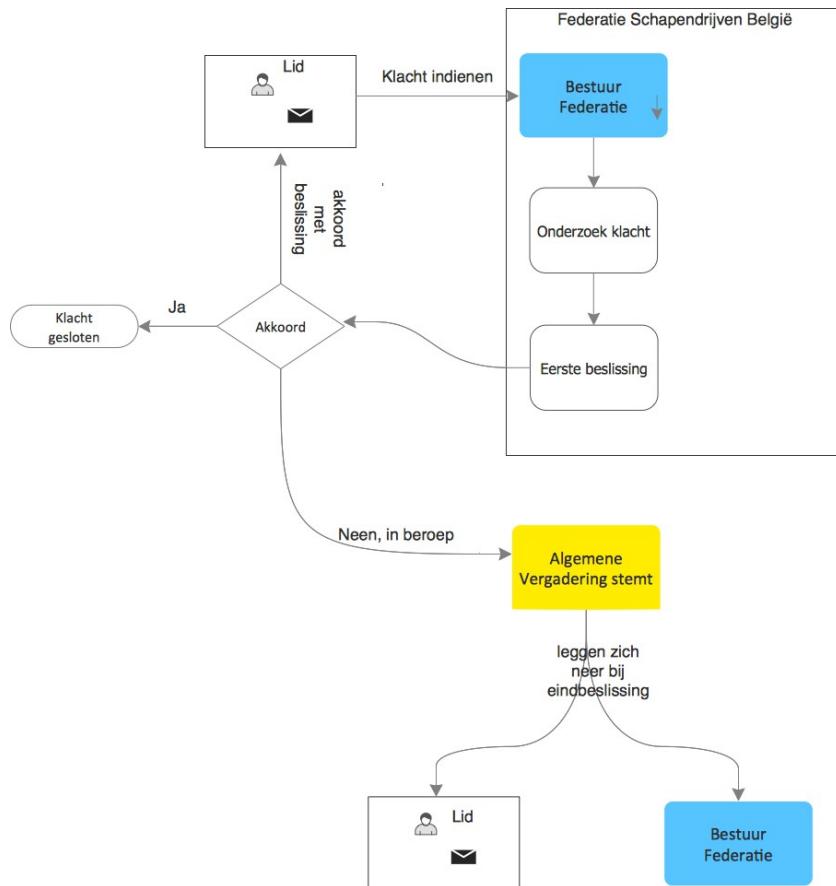 Federatie Schapendrijven België
Lid
Klacht indienen
Bestuur
Federatie
akkoord
met
beslissing
Onderzoek klacht
Ja
Klacht
gesloten
Akkoord
Eerste beslissing
Neen, in beroep
Algemene
Vergadering stemt
leggen zich
neer bij
eindbeslissing
Lid
Bestuur
Federatie